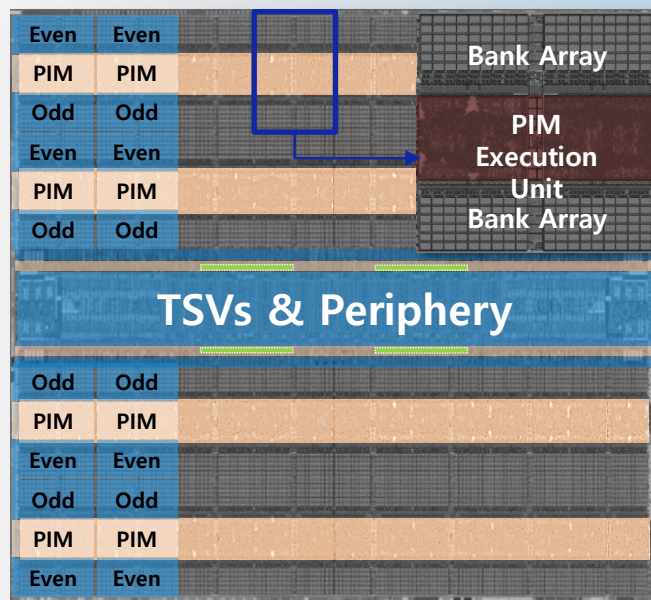 Even Even
PIM PIM
Odd Odd
Even Even
PIM PIM
Odd Odd
Bank Array
PIM
Execution
Unit
Bank Array
TSVs & Periphery
Odd Odd
PIM PIM
Even Even
Odd Odd
PIM PIM
Even Even